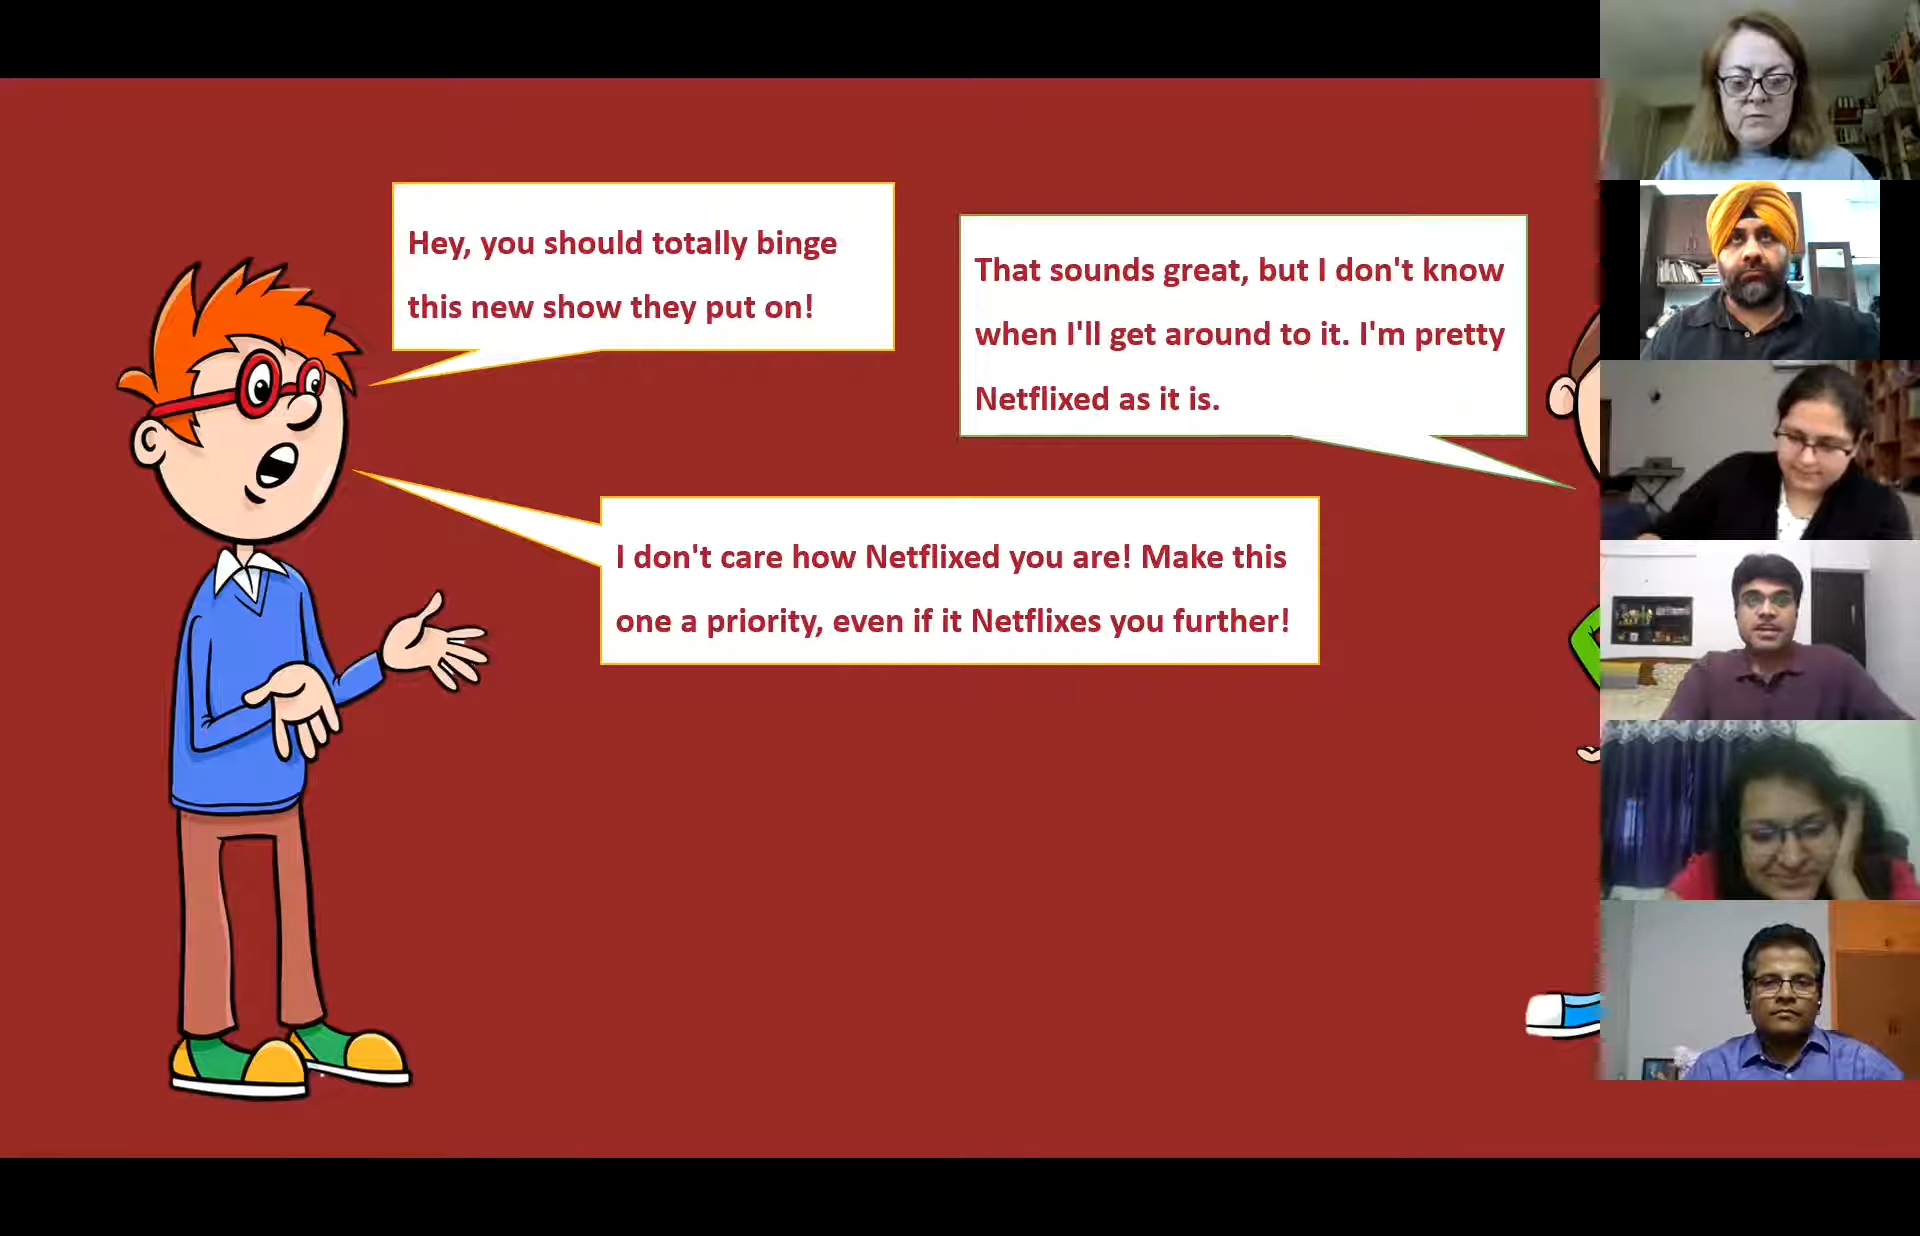 Hey, you should totally binge
this new show they put on!
That sounds great, but I don't know
when I'll get around to it. I'm pretty
Netflixed as it is.
I don't care how Netflixed you are! Make this
one a priority, even if it Netflixes you further!